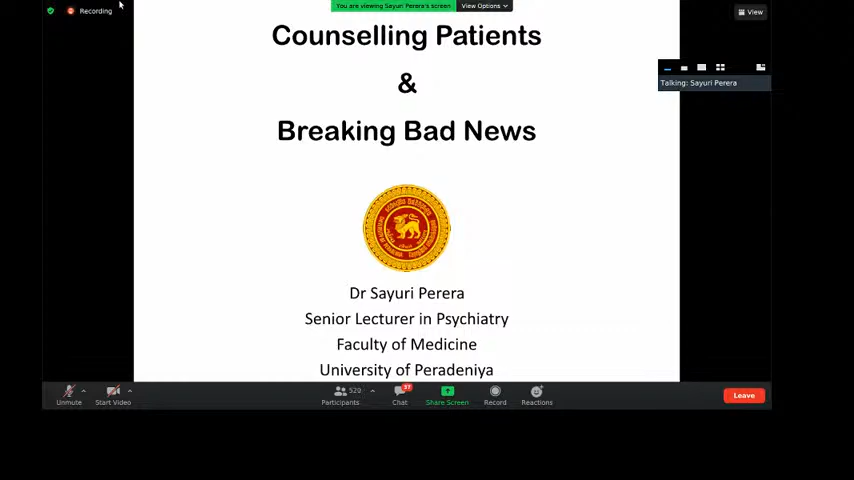 Recording
You are viewing Sayuri Perera's screen
View Options
View
Counselling Patients
&
Breaking Bad News
Talking: Sayuri Perera
Dr Sayuri Perera
Senior Lecturer in Psychiatry
Faculty of Medicine
University of Peradeniya
Unmute
Start Video
520
Participants
37
Chat
Share Screen
Record
Reactions
Leave